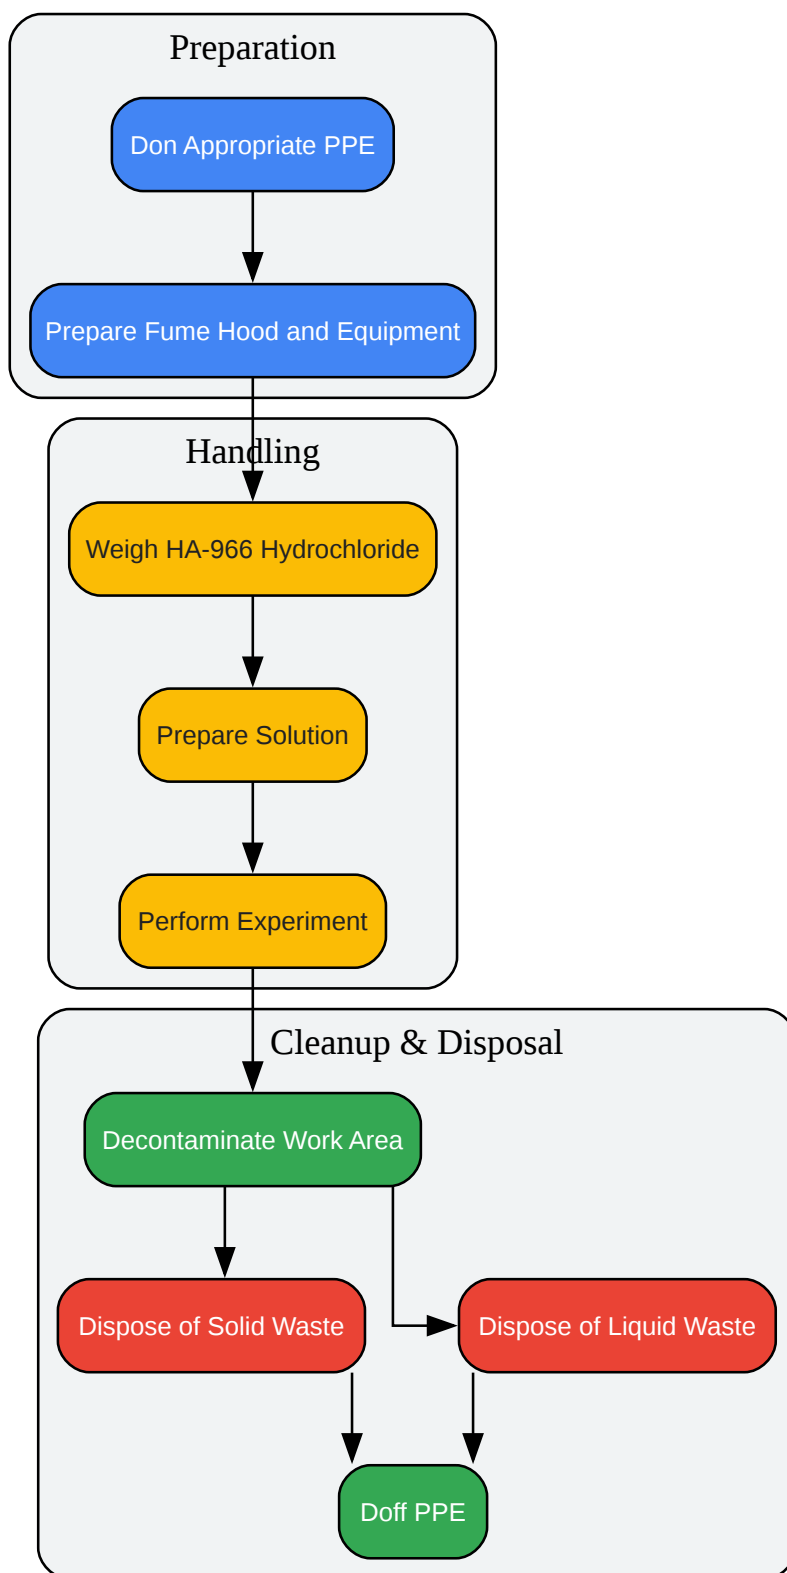 Preparation
Don Appropriate PPE
Prepare Fume Hood and Equipment
Handling
Weigh HA-966 Hydrochloride
Prepare Solution
Perform Experiment
Cleanup & Disposal
Decontaminate Work Area
Dispose of Solid Waste
Dispose of Liquid Waste
Doff PPE